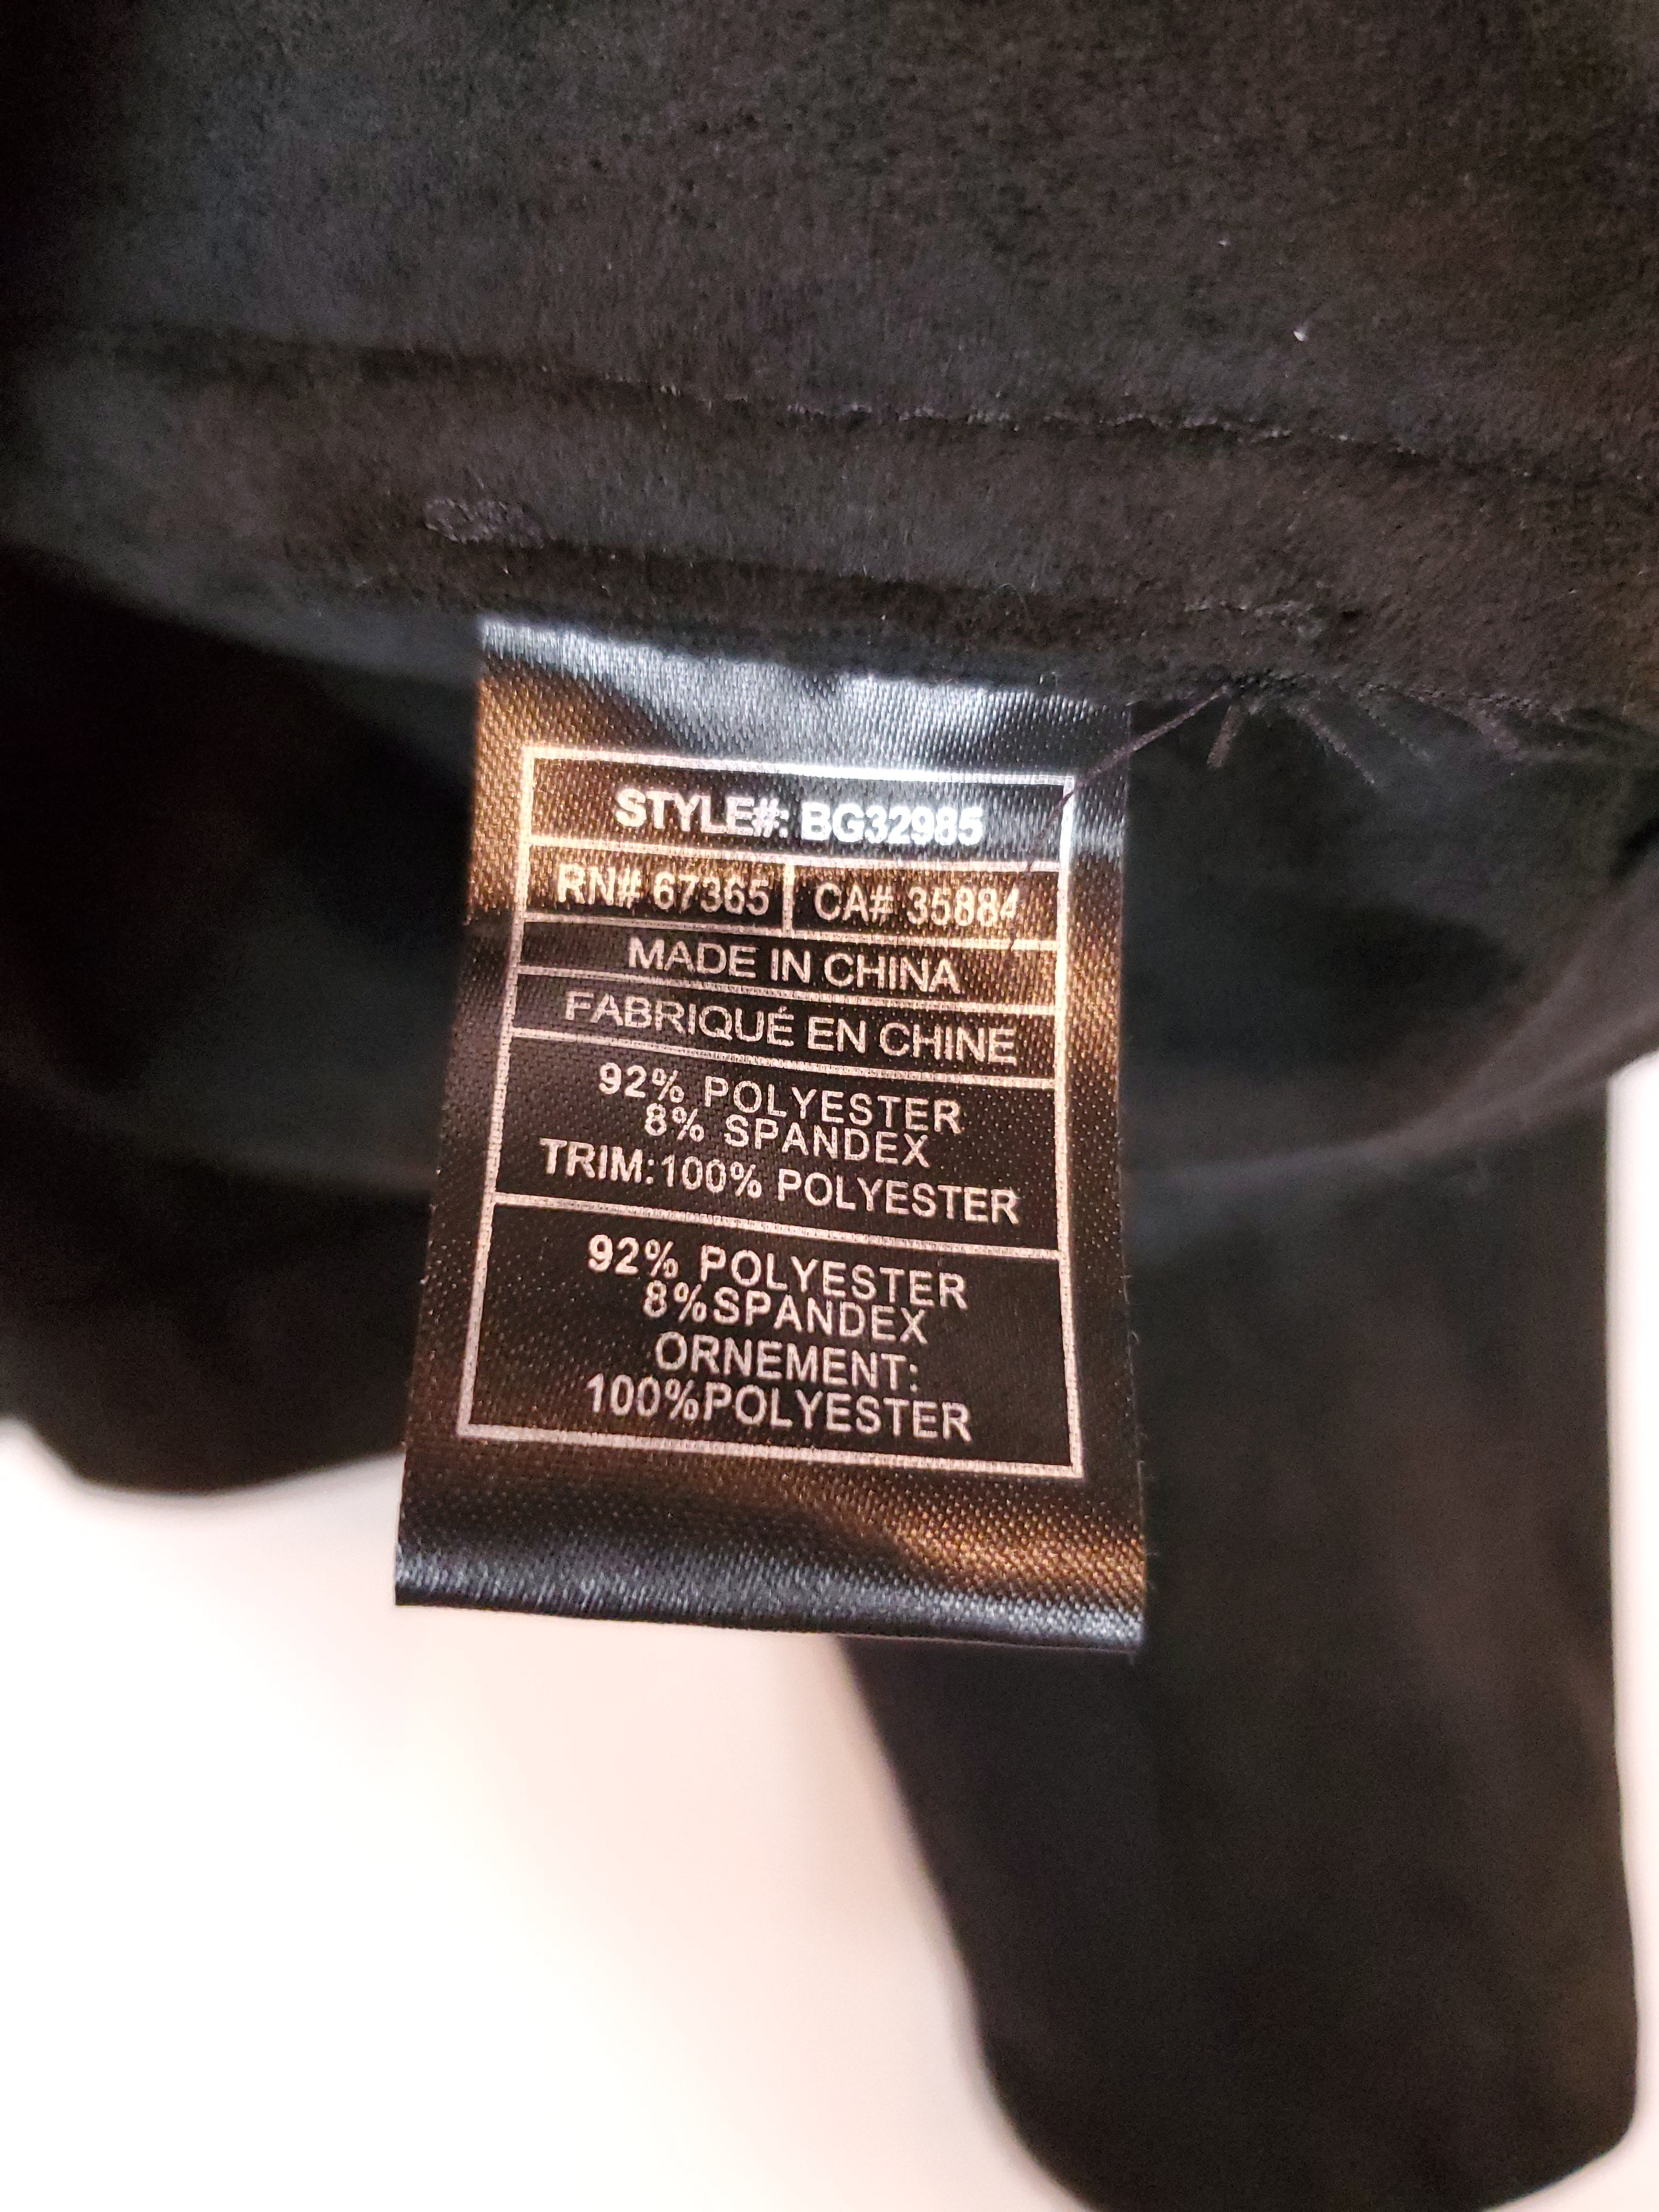 STYLE#: BG32985
RN# 67365 CA# 35884
MADE IN CHINA
FABRIQUÉ EN CHINE
92% POLYESTER
8% SPANDEX
TRIM:100% POLYESTER
92% POLYESTER
8%SPANDEX
ORNEMENT:
100%POLYESTER